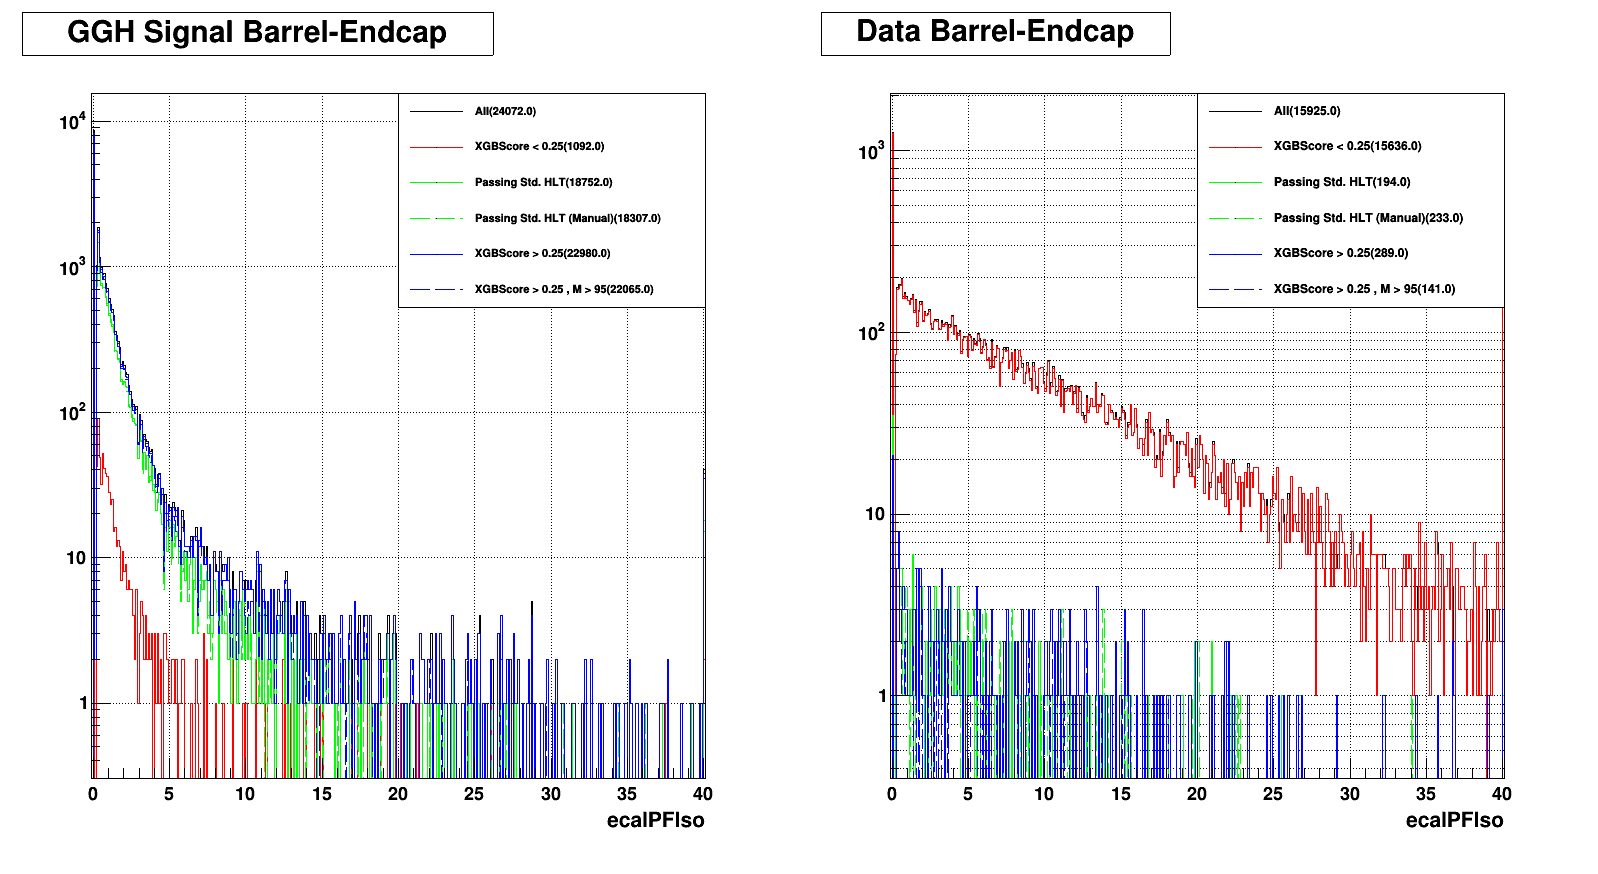 GGH Signal Barrel-Endcap
All(24072.0)
XGBScore < 0.25(1092.0)
Passing Std. HLT(18752.0)
Passing Std. HLT (Manual)(18307.0)
XGBScore > 0.25(22980.0)
XGBScore > 0.25 , M > 95(22065.0)
10^4
10^3
10^2
10
1
0 5 10 15 20 25 30 35 40
ecalPFIso
Data Barrel-Endcap
All(15925.0)
XGBScore < 0.25(15636.0)
Passing Std. HLT(194.0)
Passing Std. HLT (Manual)(233.0)
XGBScore > 0.25(289.0)
XGBScore > 0.25 , M > 95(141.0)
10^3
10^2
10
1
0 5 10 15 20 25 30 35 40
ecalPFIso